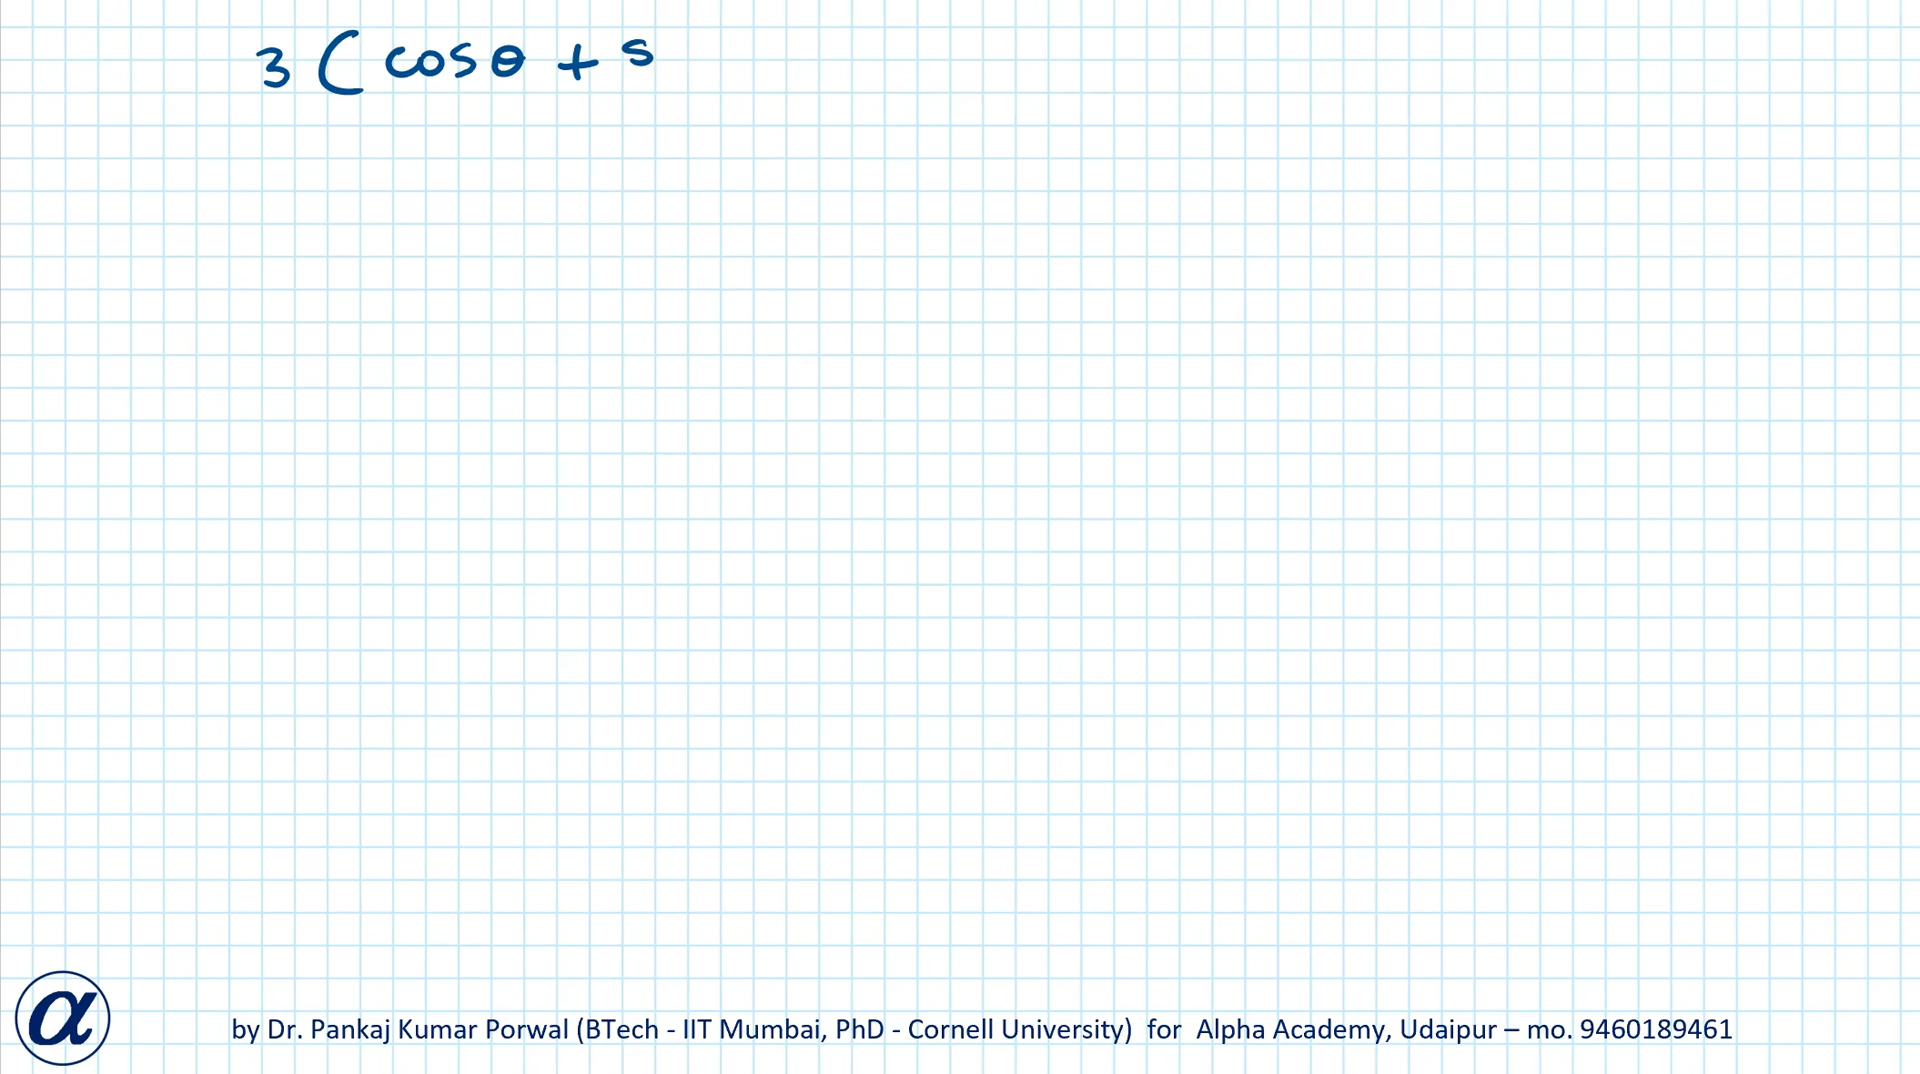 3 ( cosθ + s
α
by Dr. Pankaj Kumar Porwal (BTech - IIT Mumbai, PhD - Cornell University) for Alpha Academy, Udaipur – mo. 9460189461